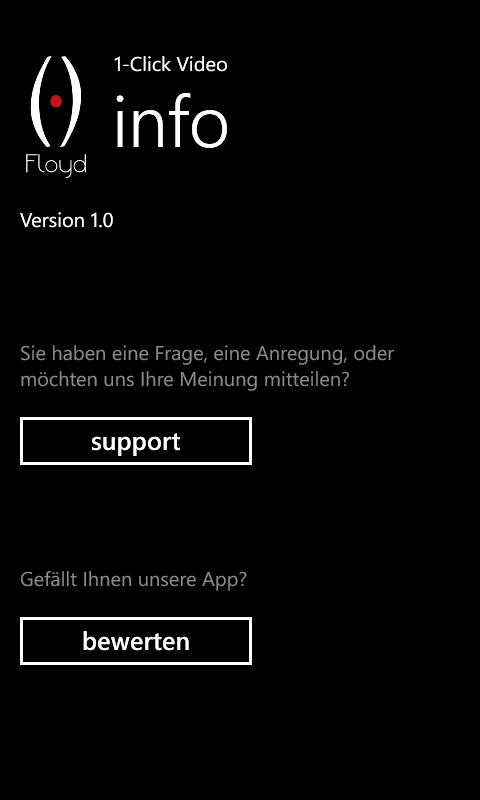 1-Click Video
info
Floyd
Version 1.0
Sie haben eine Frage, eine Anregung, oder
möchten uns Ihre Meinung mitteilen?
support
Gefällt Ihnen unsere App?
bewerten